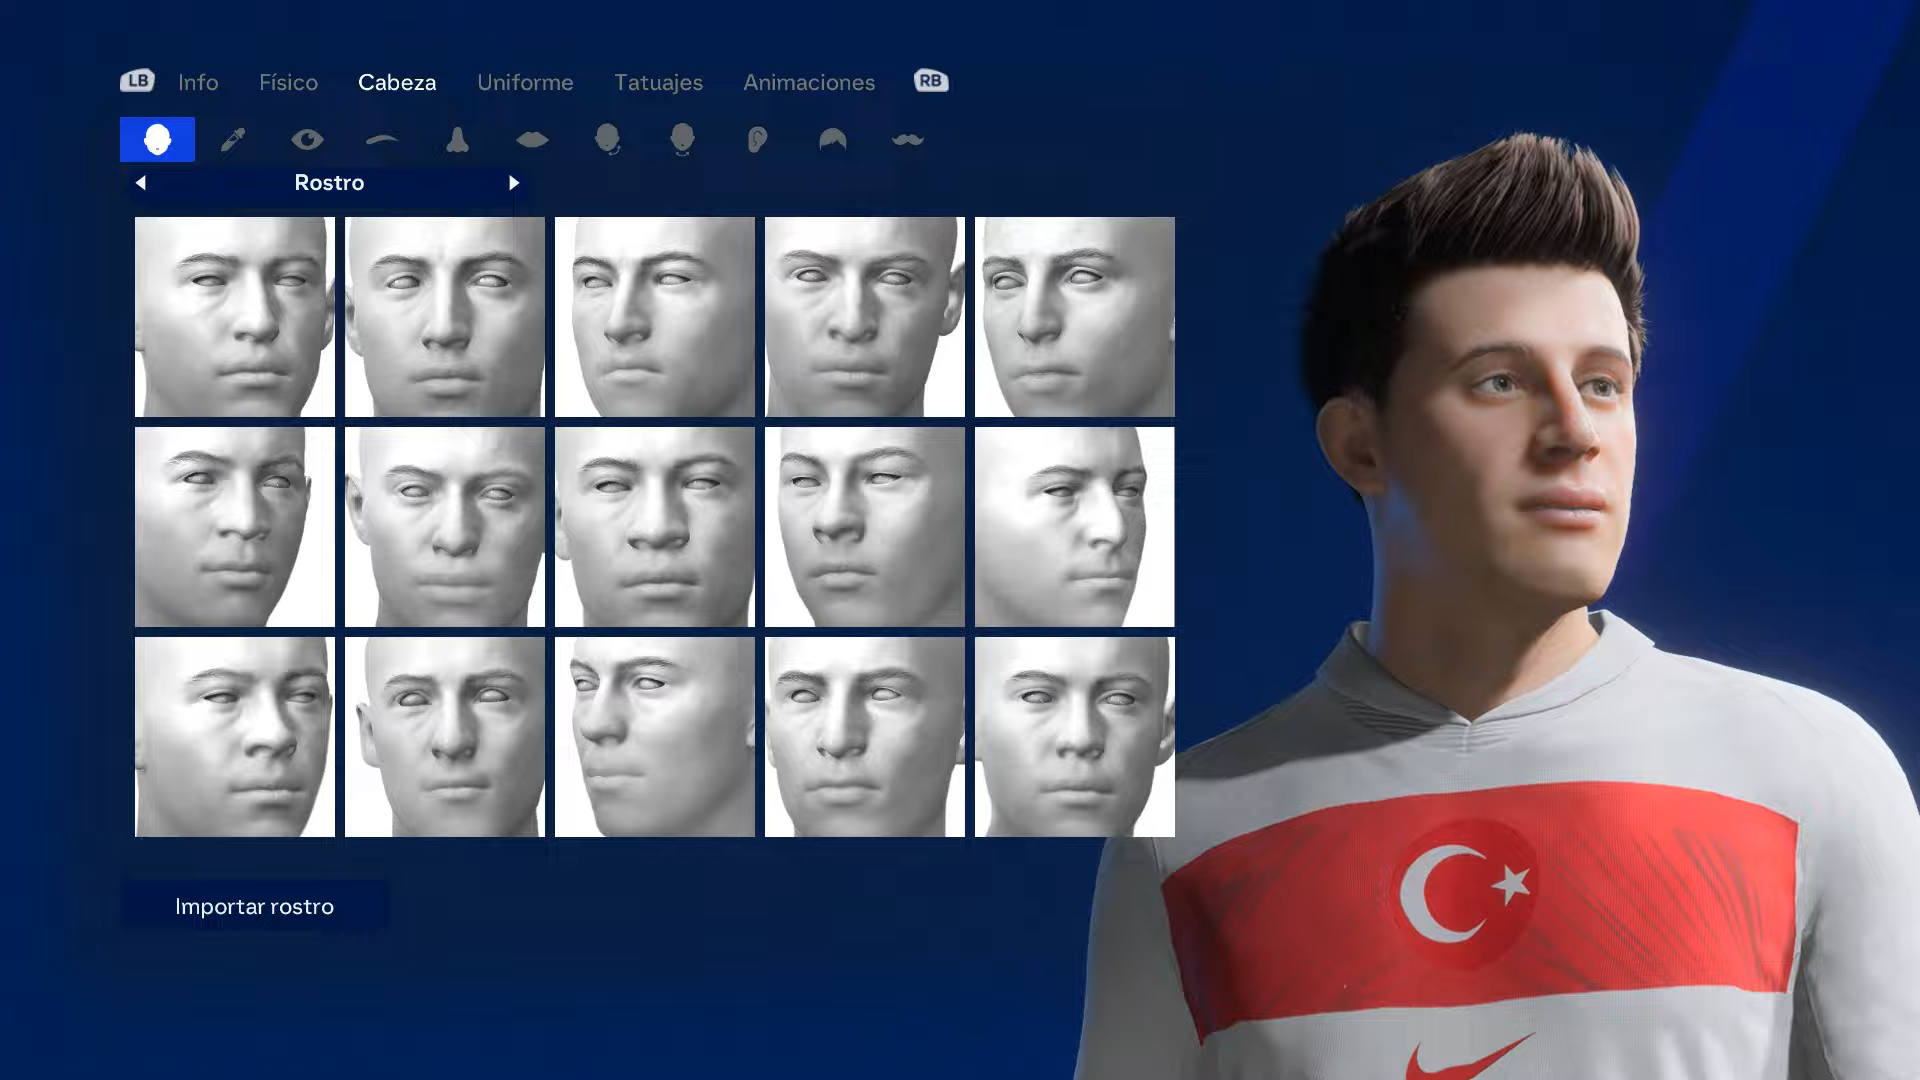 LB Info Físico Cabeza Uniforme Tatuajes Animaciones RB
Rostro
Importar rostro